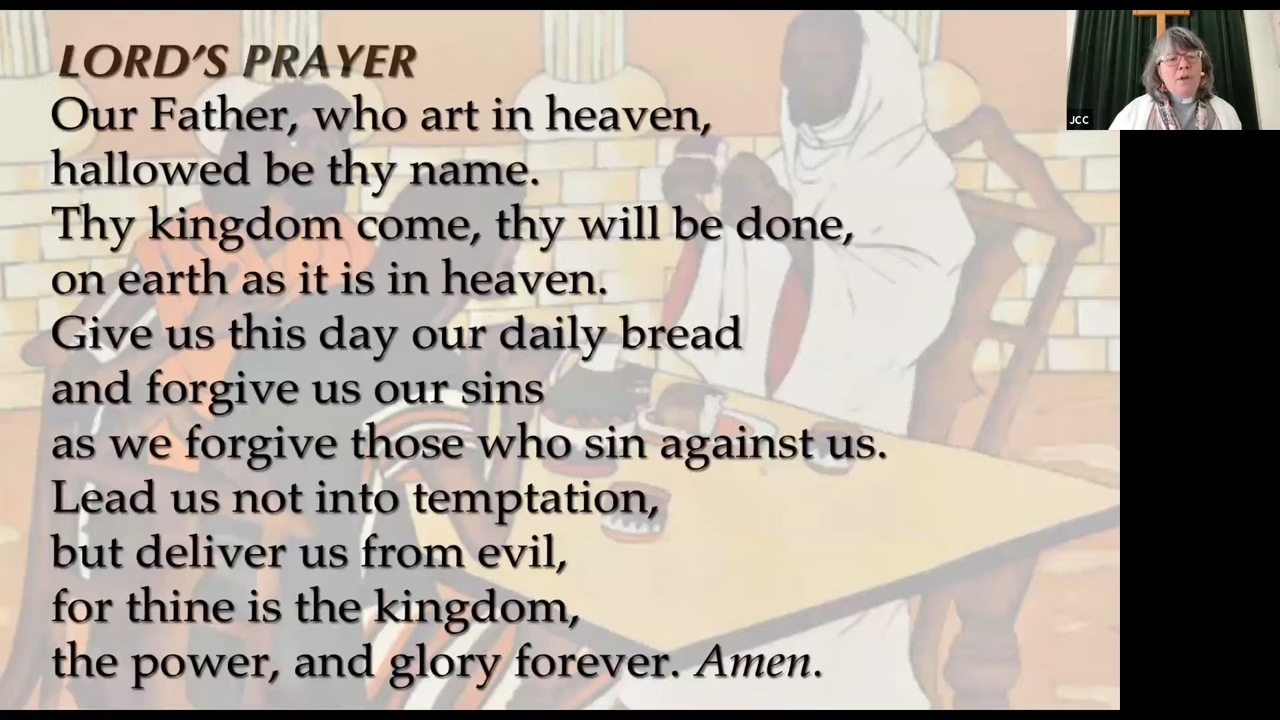 LORD'S PRAYER
Our Father, who art in heaven,
hallowed be thy name.
Thy kingdom come, thy will be done,
on earth as it is in heaven.
Give us this day our daily bread
and forgive us our sins
as we forgive those who sin against us.
Lead us not into temptation,
but deliver us from evil,
for thine is the kingdom,
the power, and glory forever. Amen.
JCC